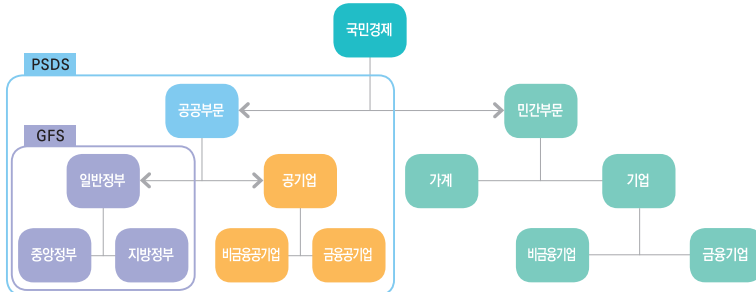 국민경제
PSDS
공공부문
민간부문
GFS
일반정부
공기업
가계
기업
중앙정부
지방정부
비금융공기업
금융공기업
비금융기업
금융기업